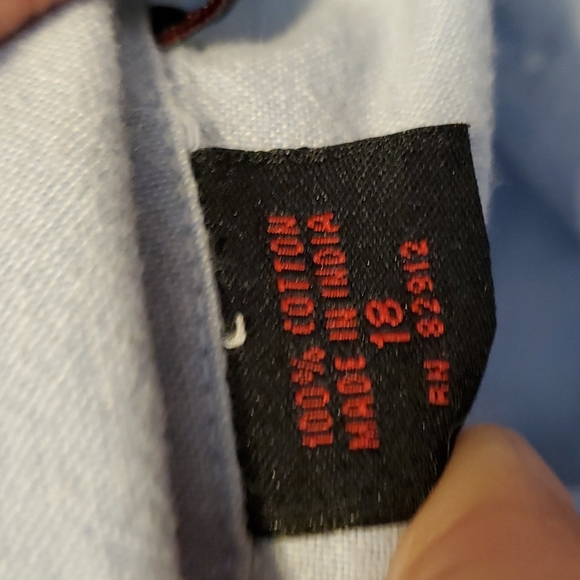 100% COTTON
MADE IN INDIA
18
RN 82912